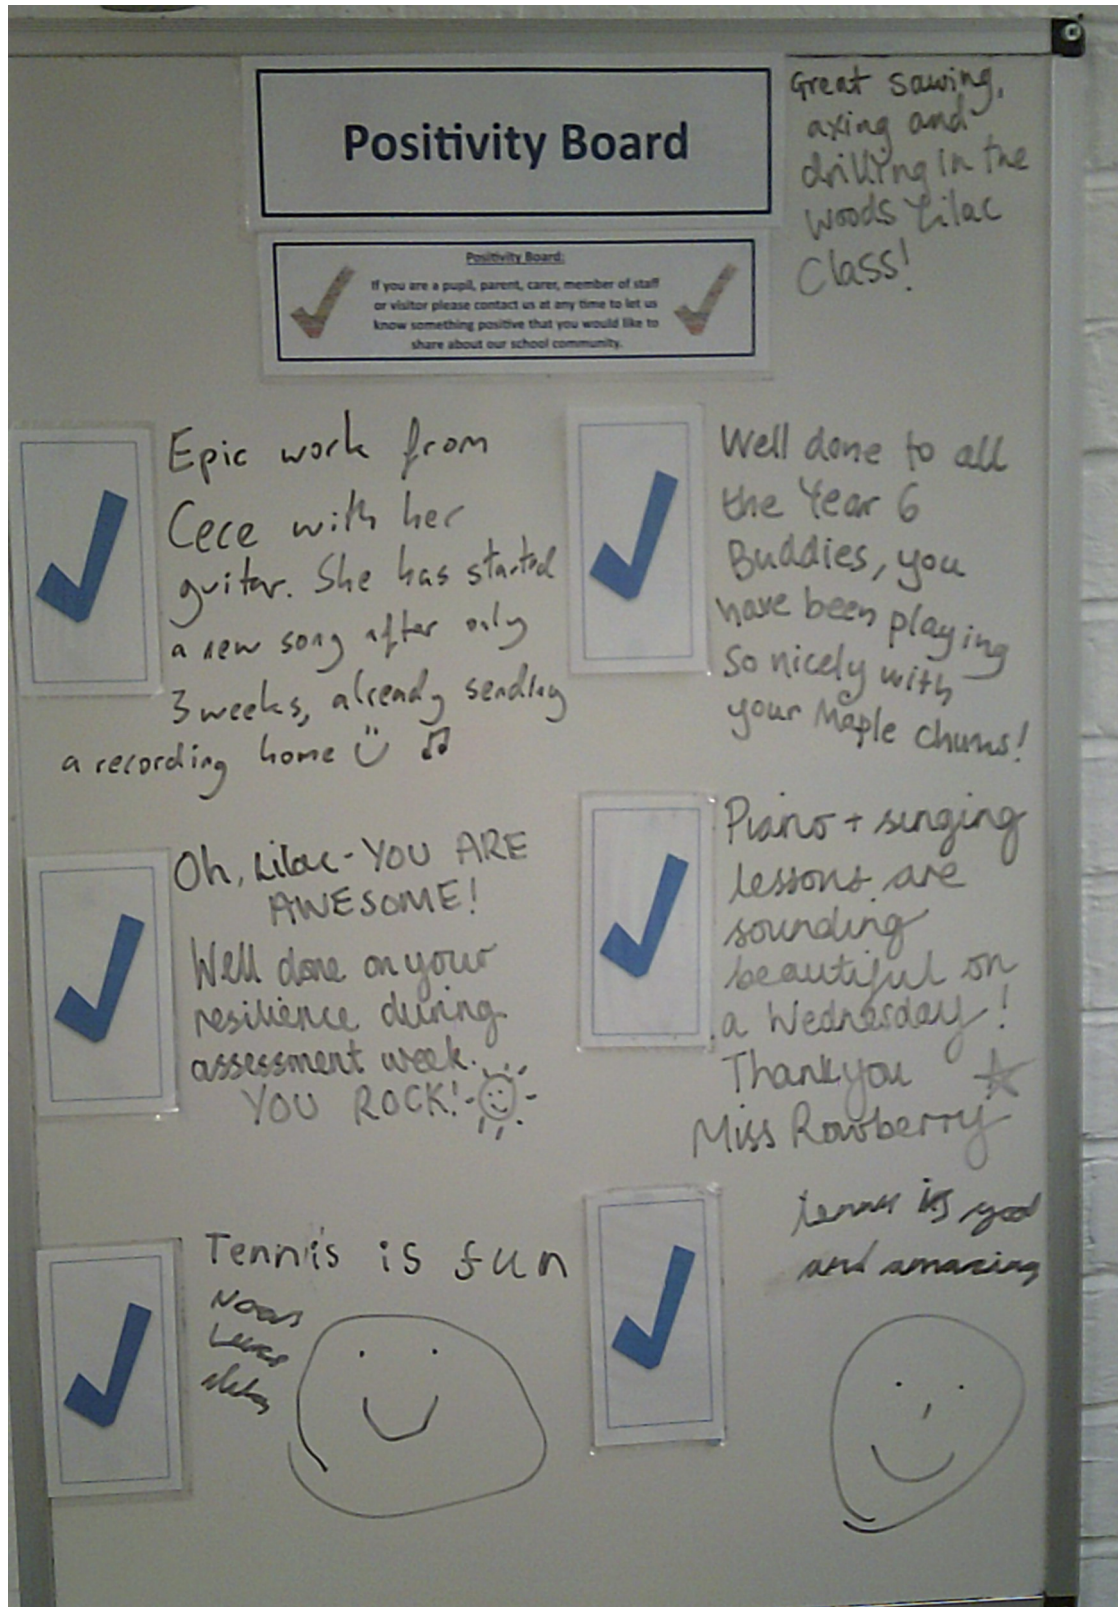 Positivity Board
Great sawing,
axing and
drilling in the
woods Lilac
Class!
Positivity Board:
If you are a pupil, parent, carer, member of staff
or visitor please contact us at any time to let us
know something positive that you would like to
share about our school community.
Epic work from
Cece with her
guitar. She has started
a new song after only
3 weeks, already sending
a recording home
Well done to all
the Year 6
Buddies, you
have been playing
so nicely with
your Maple chums!
Oh, Lilac - YOU ARE
AWESOME!
Well done on your
resilience during
assessment week.
YOU ROCK!
Piano + singing
lessons are
sounding
beautiful on
a Wednesday!
Thankyou
Miss Rowberry
Tennis is fun
tennis is good
and amazing